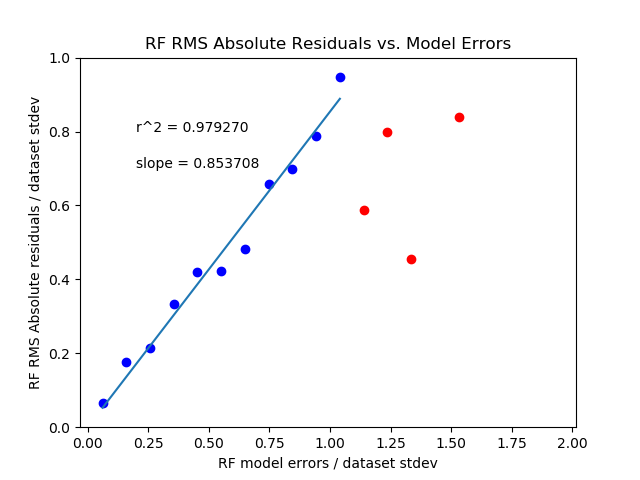 RF RMS Absolute Residuals vs. Model Errors
1.0
0.8
0.6
0.4
0.2
0.0
RF RMS Absolute residuals / dataset stdev
r^2 = 0.979270
slope = 0.853708
0.00 0.25 0.50 0.75 1.00 1.25 1.50 1.75 2.00
RF model errors / dataset stdev